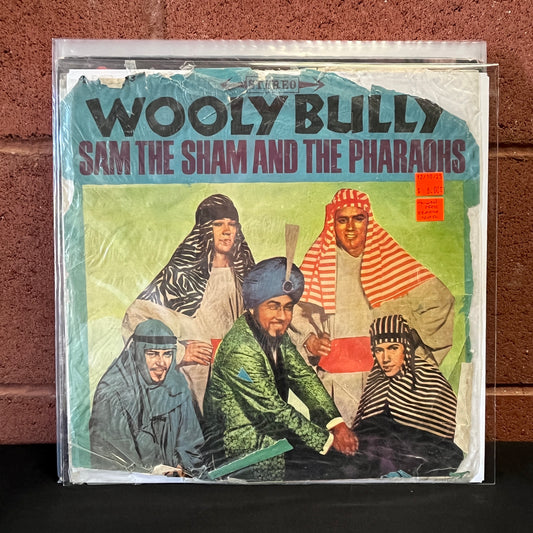 STEREO
WOOLY BULLY
SAM THE SHAM AND THE PHARAOHS